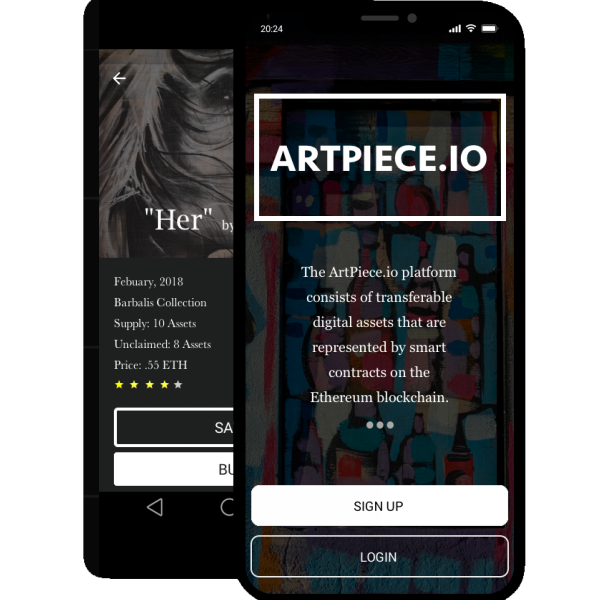 "Her" by
Febuary, 2018
Barbalis Collection
Supply: 10 Assets
Unclaimed: 8 Assets
Price: .55 ETH
20:24
ARTPIECE.IO
The ArtPiece.io platform
consists of transferable
digital assets that are
represented by smart
contracts on the
Ethereum blockchain.
SIGN UP
LOGIN